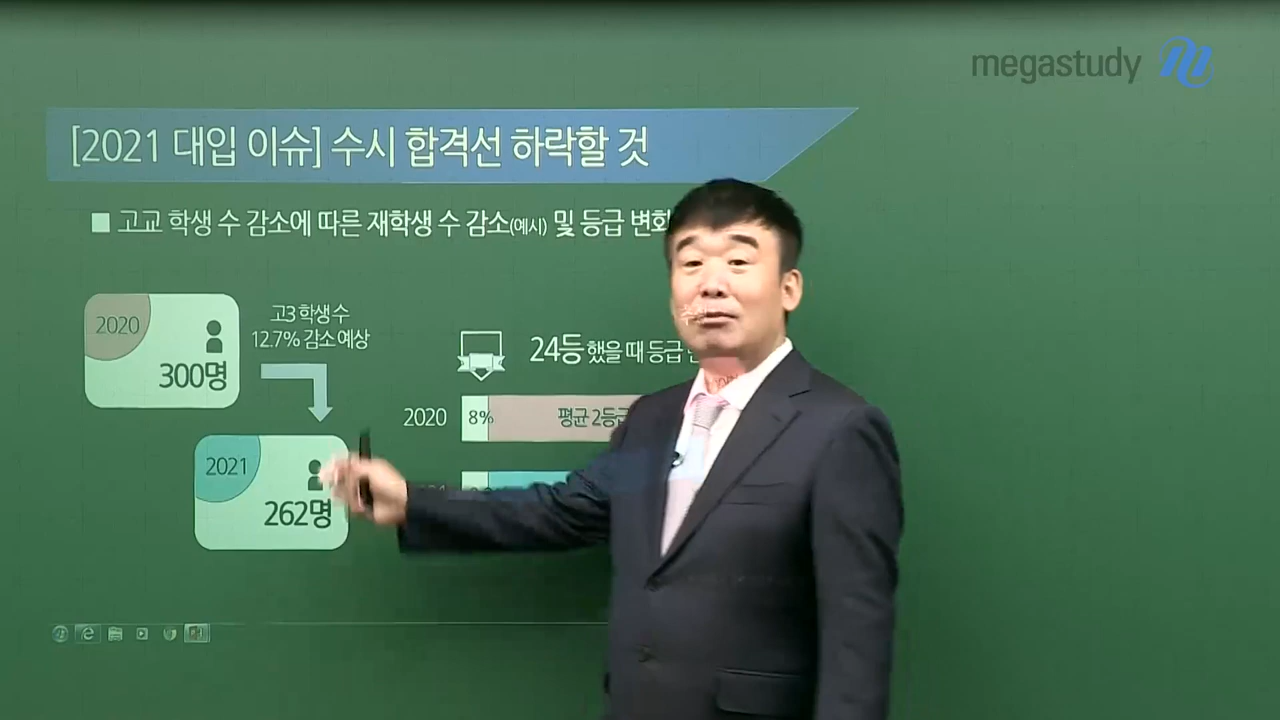 megastudy
[2021 대입 이슈] 수시 합격선 하락할 것
■ 고교 학생 수 감소에 따른 재학생 수 감소(예시) 및 등급 변화
2020
300명
고3 학생 수
12.7% 감소 예상
24등 했을 때 등급
2020 8% 평균 2등급
2021
262명